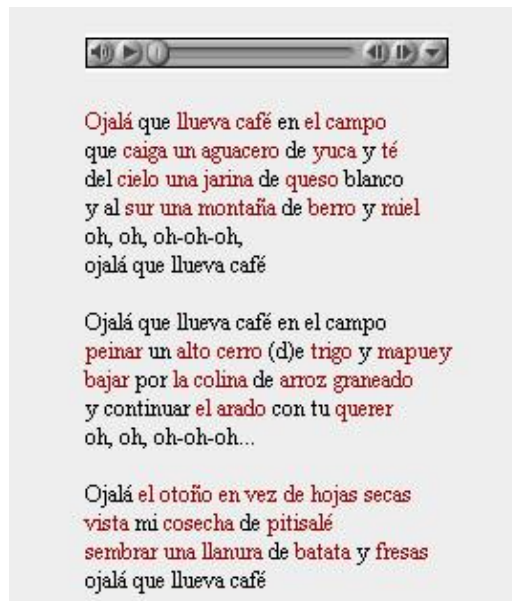 Ojalá que llueva café en el campo
que caiga un aguacero de yuca y té
del cielo una jarina de queso blanco
y al sur una montaña de berro y miel
oh, oh, oh-oh-oh,
ojalá que llueva café
Ojalá que llueva café en el campo
peinar un alto cerro (d)e trigo y mapuey
bajar por la colina de arroz graneado
y continuar el arado con tu querer
oh, oh, oh-oh-oh...
Ojalá el otoño en vez de hojas secas
vista mi cosecha de pitisalé
sembrar una llanura de batata y fresas
ojalá que llueva café